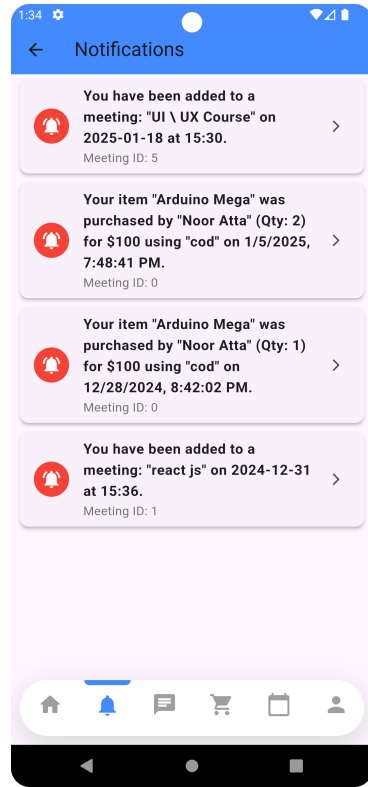 1:34
Notifications
You have been added to a
meeting: "UI \ UX Course" on
2025-01-18 at 15:30.
Meeting ID: 5
Your item "Arduino Mega" was
purchased by "Noor Atta" (Qty: 2)
for $100 using "cod" on 1/5/2025,
7:48:41 PM.
Meeting ID: 0
Your item "Arduino Mega" was
purchased by "Noor Atta" (Qty: 1)
for $100 using "cod" on
12/28/2024, 8:42:02 PM.
Meeting ID: 0
You have been added to a
meeting: "react js" on 2024-12-31
at 15:36.
Meeting ID: 1